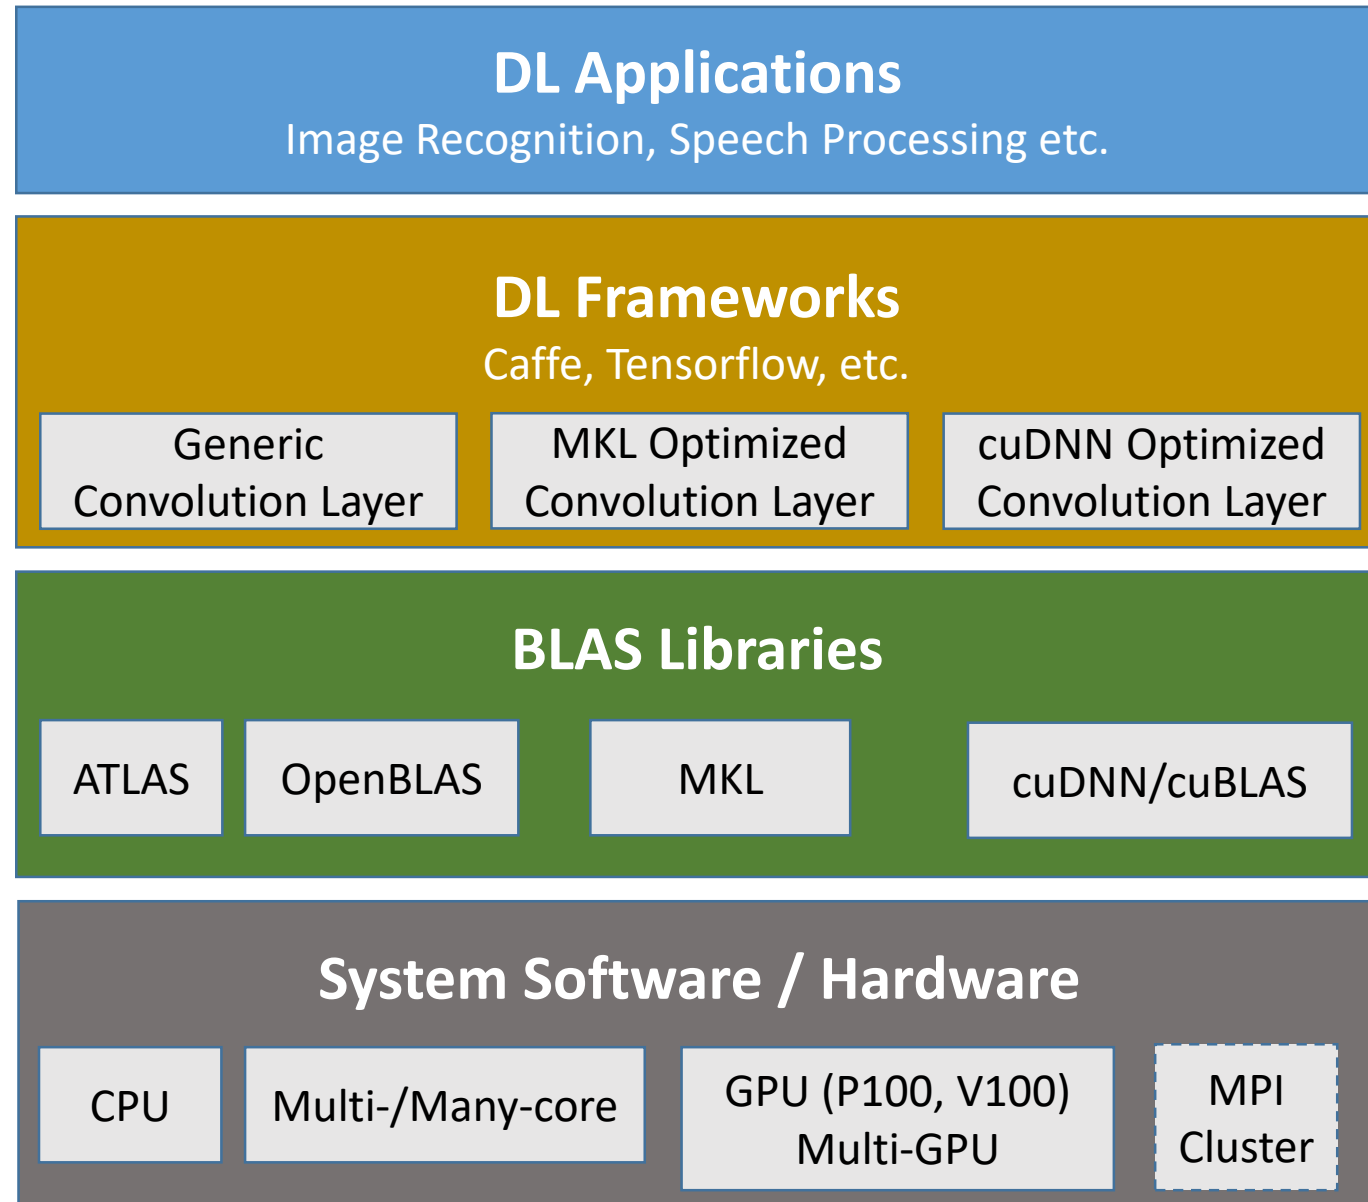 DL Applications
Image Recognition, Speech Processing etc.
DL Frameworks
Caffe, Tensorflow, etc.
Generic
Convolution Layer
MKL Optimized
Convolution Layer
cuDNN Optimized
Convolution Layer
BLAS Libraries
ATLAS
OpenBLAS
MKL
cuDNN/cuBLAS
System Software / Hardware
CPU
Multi-/Many-core
GPU (P100, V100)
Multi-GPU
MPI
Cluster